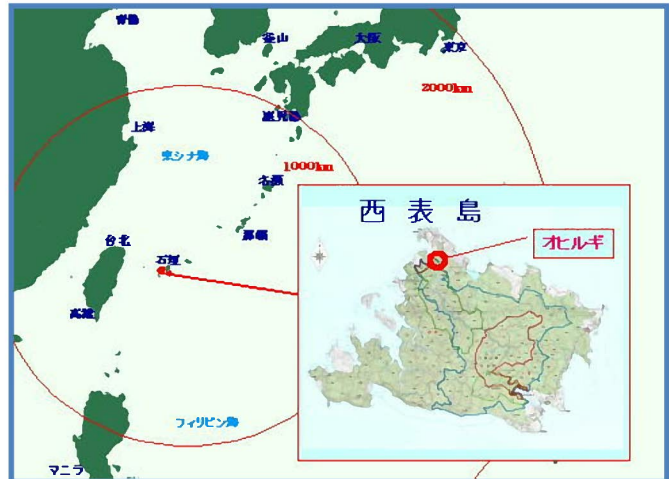 青島
釜山
大阪
東京
2000km
鹿児島
上海
東シナ海
1000km
名瀬
西表島
那覇
オヒルギ
台北
石垣
高雄
フィリピン海
マニラ